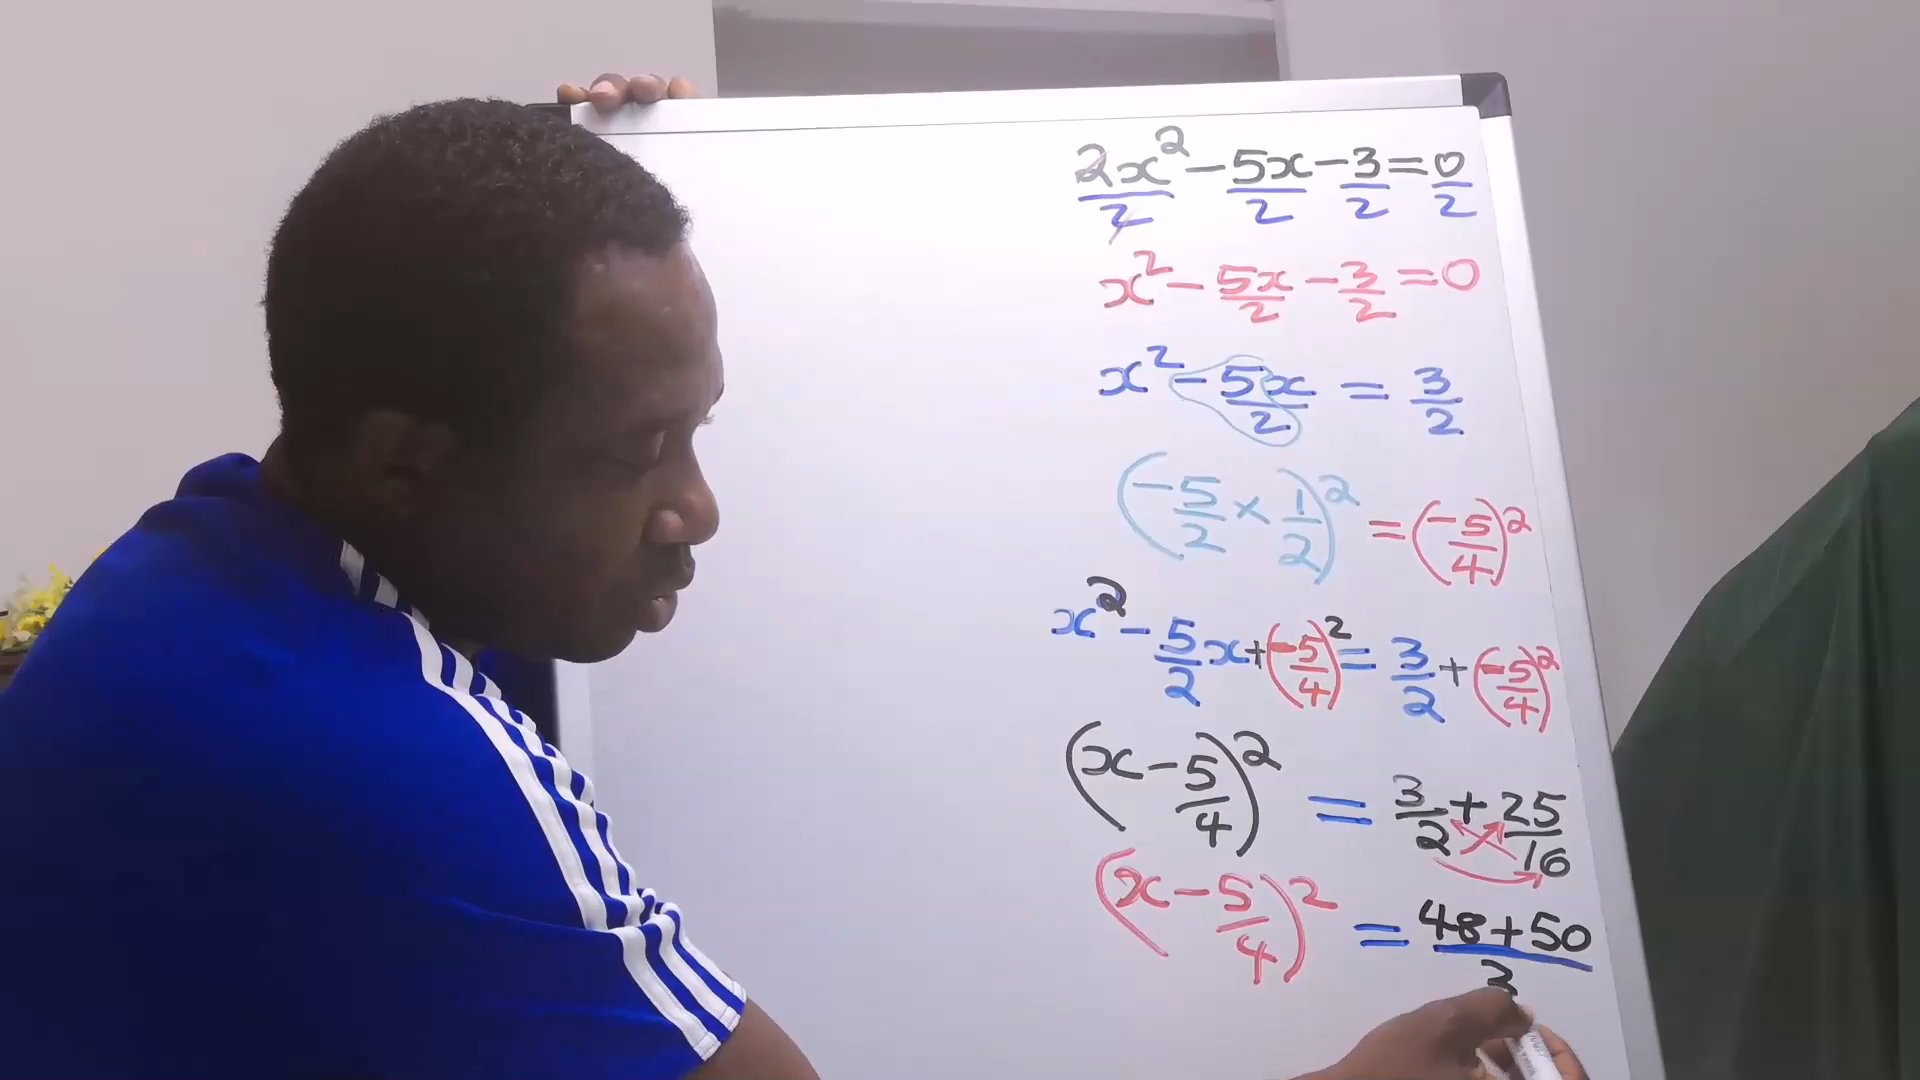 2x²/2 - 5x/2 - 3/2 = 0/2
x² - 5x/2 - 3/2 = 0
x² - 5x/2 = 3/2
(-5/2 × 1/2)² = (-5/4)²
x² - 5/2 x + (-5/4)² = 3/2 + (-5/4)²
(x - 5/4)² = 3/2 + 25/16
(x - 5/4)² = 48+50/3